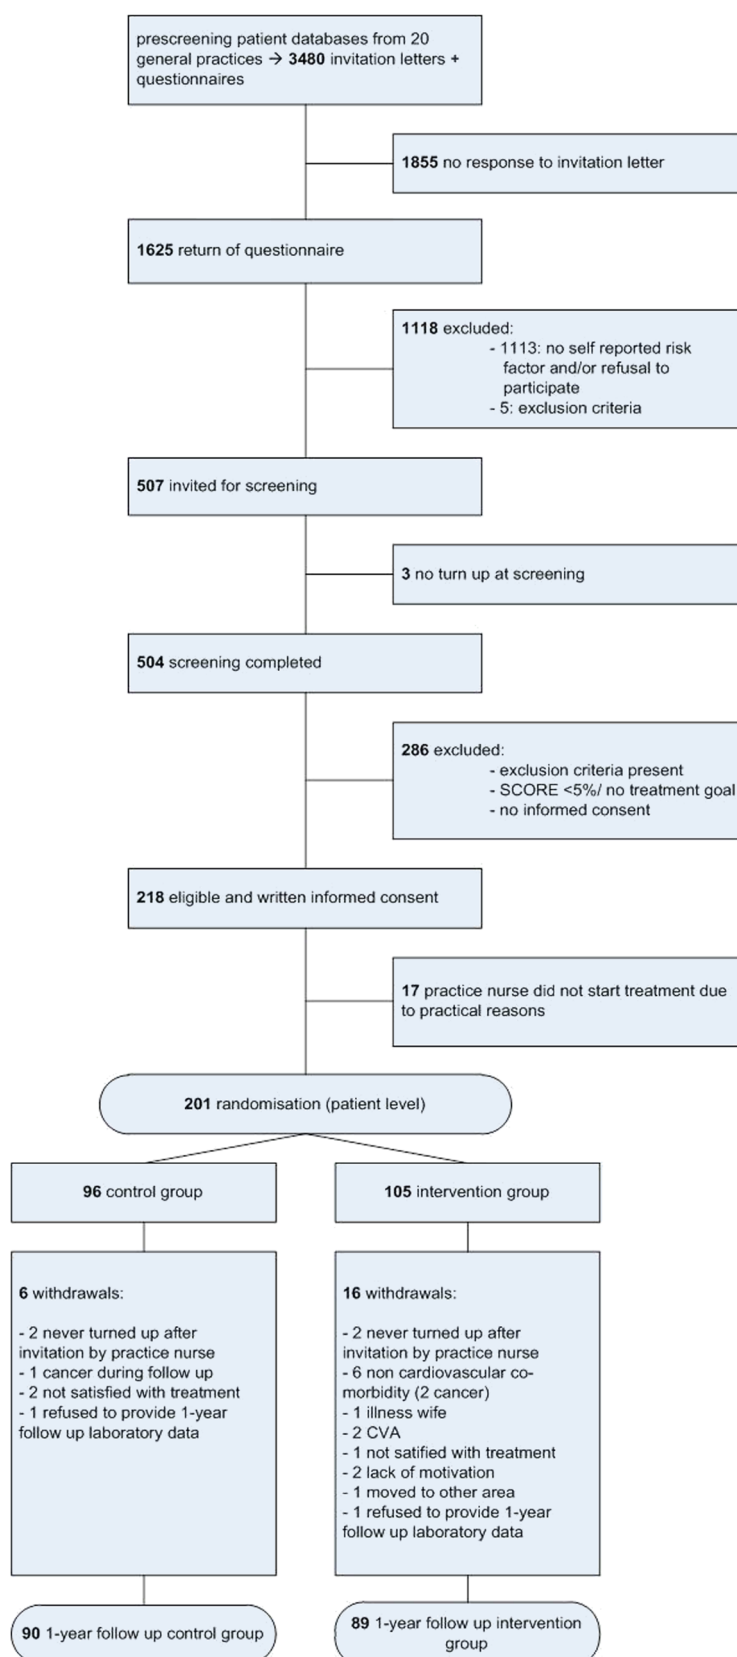 prescreening patient databases from 20
general practices → 3480 invitation letters +
questionnaires
1855 no response to invitation letter
1625 return of questionnaire
1118 excluded:
- 1113: no self reported risk
factor and/or refusal to
participate
- 5: exclusion criteria
507 invited for screening
3 no turn up at screening
504 screening completed
286 excluded:
- exclusion criteria present
- SCORE <5%/ no treatment goal
- no informed consent
218 eligible and written informed consent
17 practice nurse did not start treatment due
to practical reasons
201 randomisation (patient level)
96 control group
105 intervention group
6 withdrawals:
- 2 never turned up after
invitation by practice nurse
- 1 cancer during follow up
- 2 not satisfied with treatment
- 1 refused to provide 1-year
follow up laboratory data
16 withdrawals:
- 2 never turned up after
invitation by practice nurse
- 6 non cardiovascular co-
morbidity (2 cancer)
- 1 illness wife
- 2 CVA
- 1 not satified with treatment
- 2 lack of motivation
- 1 moved to other area
- 1 refused to provide 1-year
follow up laboratory data
90 1-year follow up control group
89 1-year follow up intervention
group